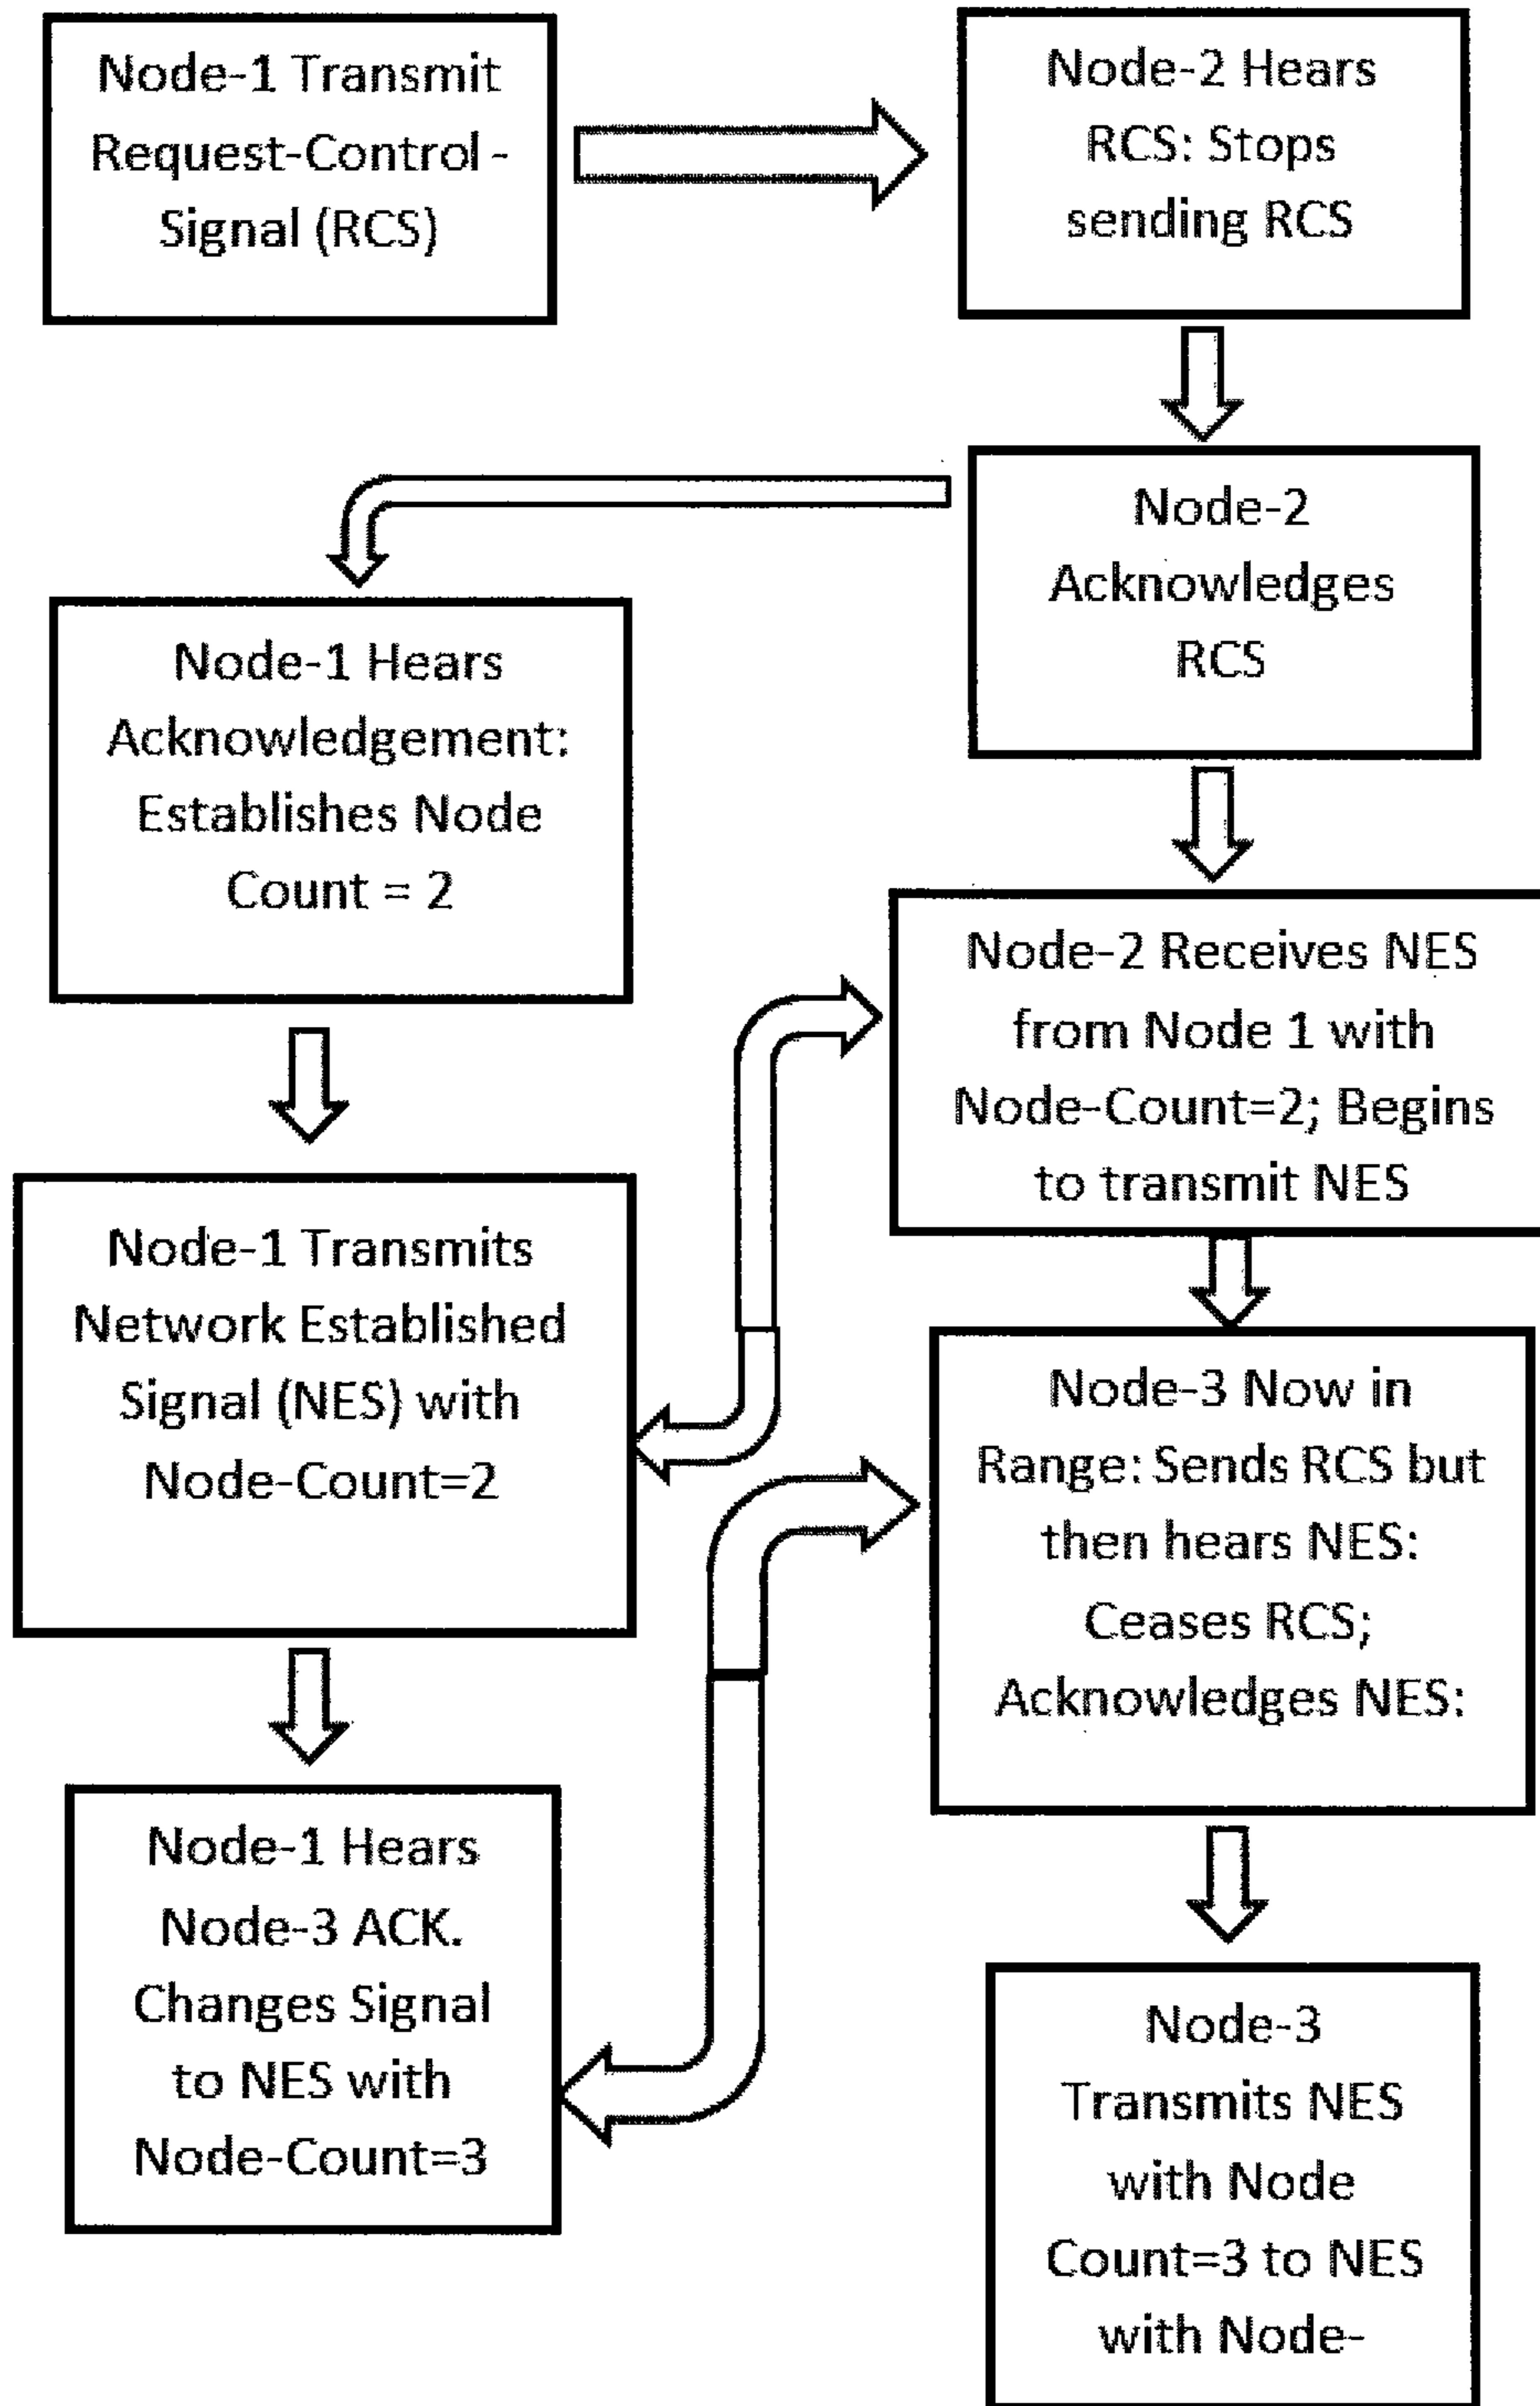 Node-1 Transmit
Request-Control -
Signal (RCS)
Node-2 Hears
RCS: Stops
sending RCS
Node-2
Acknowledges
RCS
Node-1 Hears
Acknowledgement:
Establishes Node
Count = 2
Node-2 Receives NES
from Node 1 with
Node-Count=2; Begins
to transmit NES
Node-1 Transmits
Network Established
Signal (NES) with
Node-Count=2
Node-3 Now in
Range: Sends RCS but
then hears NES:
Ceases RCS;
Acknowledges NES:
Node-1 Hears
Node-3 ACK.
Changes Signal
to NES with
Node-Count=3
Node-3
Transmits NES
with Node
Count=3 to NES
with Node-